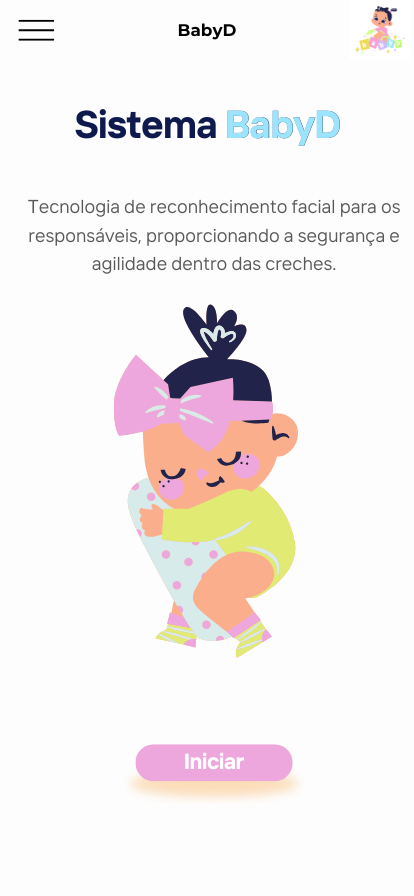 BabyD
Sistema BabyD
Tecnologia de reconhecimento facial para os
responsáveis, proporcionando a segurança e
agilidade dentro das creches.
Iniciar